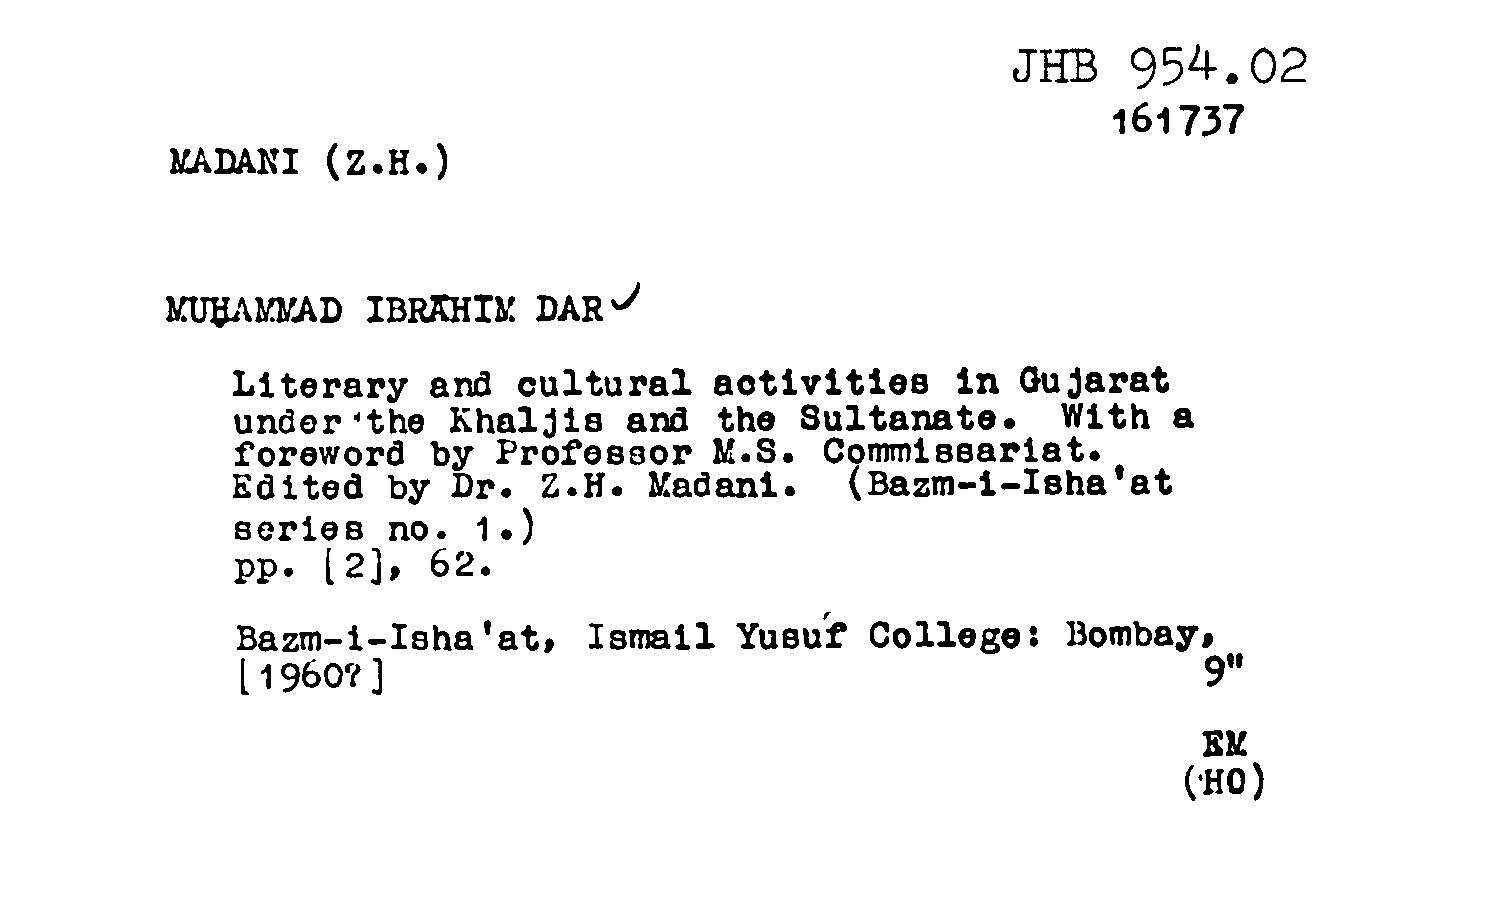 JHB 954.02
161737
MADANI (Z.H.)
MUḤAMMAD IBRĀHIM DAR ✓
Literary and cultural activities in Gujarat
under the Khaljis and the Sultanate. With a
foreword by Professor M.S. Commissariat.
Edited by Dr. Z.H. Madani. (Bazm-i-Isha'at
series no. 1.)
pp. [2], 62.
Bazm-i-Isha'at, Ismail Yusuf College: Bombay,
[1960?] 9"
EM
(HO)